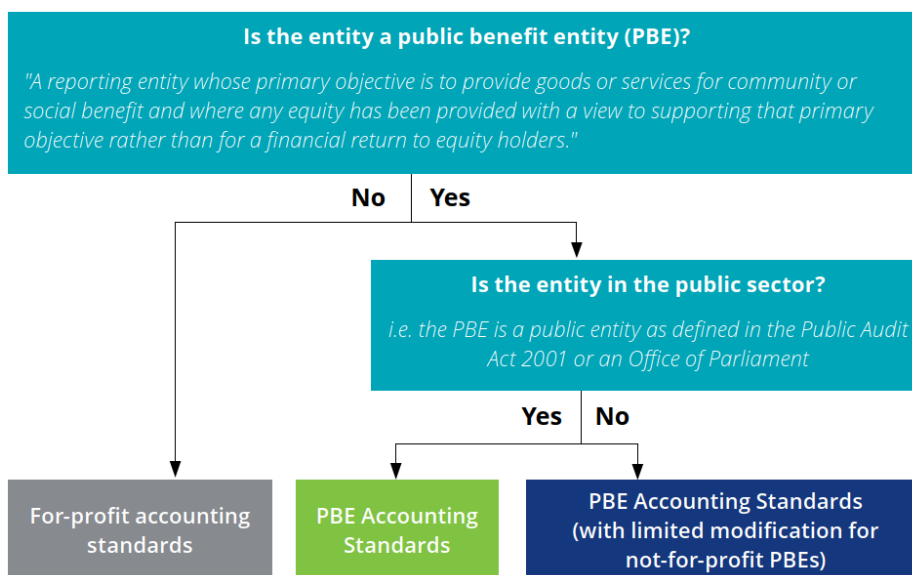 Is the entity a public benefit entity (PBE)?
"A reporting entity whose primary objective is to provide goods or services for community or
social benefit and where any equity has been provided with a view to supporting that primary
objective rather than for a financial return to equity holders."
No
Yes
Is the entity in the public sector?
i.e. the PBE is a public entity as defined in the Public Audit
Act 2001 or an Office of Parliament
Yes
No
For-profit accounting
standards
PBE Accounting
Standards
PBE Accounting Standards
(with limited modification for
not-for-profit PBEs)